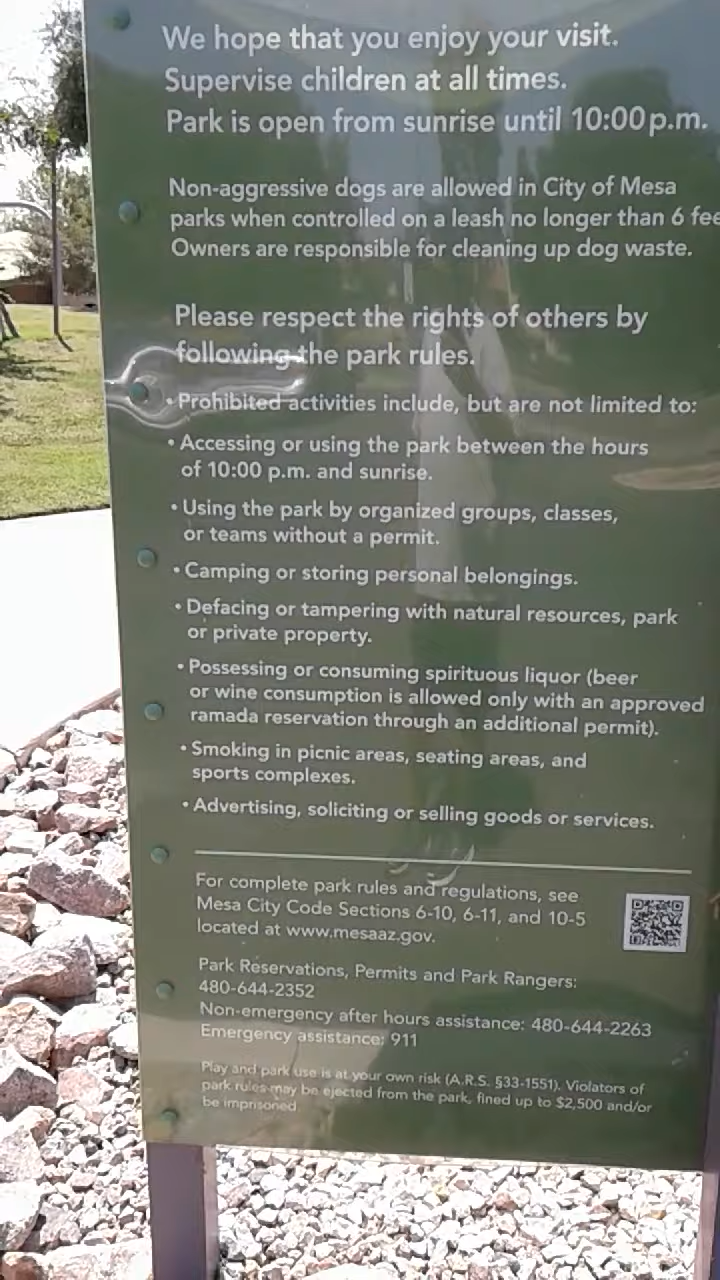 We hope that you enjoy your visit.
Supervise children at all times.
Park is open from sunrise until 10:00 p.m.
Non-aggressive dogs are allowed in City of Mesa
parks when controlled on a leash no longer than 6 fee
Owners are responsible for cleaning up dog waste.
Please respect the rights of others by
following the park rules.
• Prohibited activities include, but are not limited to:
• Accessing or using the park between the hours
of 10:00 p.m. and sunrise.
• Using the park by organized groups, classes,
or teams without a permit.
• Camping or storing personal belongings.
• Defacing or tampering with natural resources, park
or private property.
• Possessing or consuming spirituous liquor (beer
or wine consumption is allowed only with an approved
ramada reservation through an additional permit).
• Smoking in picnic areas, seating areas, and
sports complexes.
• Advertising, soliciting or selling goods or services.
For complete park rules and regulations, see
Mesa City Code Sections 6-10, 6-11, and 10-5
located at www.mesaaz.gov.
Park Reservations, Permits and Park Rangers:
480-644-2352
Non-emergency after hours assistance: 480-644-2263
Emergency assistance: 911
Play and park use is at your own risk (A.R.S. §33-1551). Violators of
park rules may be ejected from the park, fined up to $2,500 and/or
be imprisoned